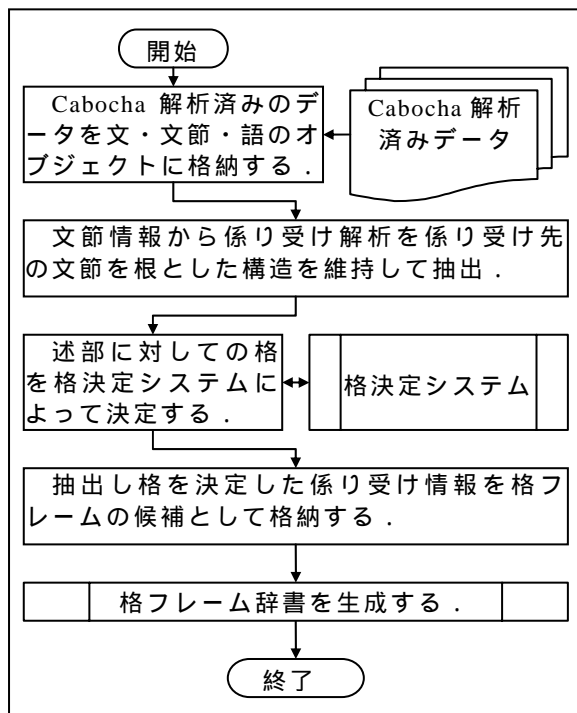 開始
Cabocha 解析済みのデ
ータを文・文節・語のオ
ブジェクトに格納する．
Cabocha 解析
済みデータ
文節情報から係り受け解析を係り受け先
の文節を根とした構造を維持して抽出．
述部に対しての格
を格決定システムに
よって決定する．
格決定システム
抽出し格を決定した係り受け情報を格フ
レームの候補として格納する．
格フレーム辞書を生成する．
終了